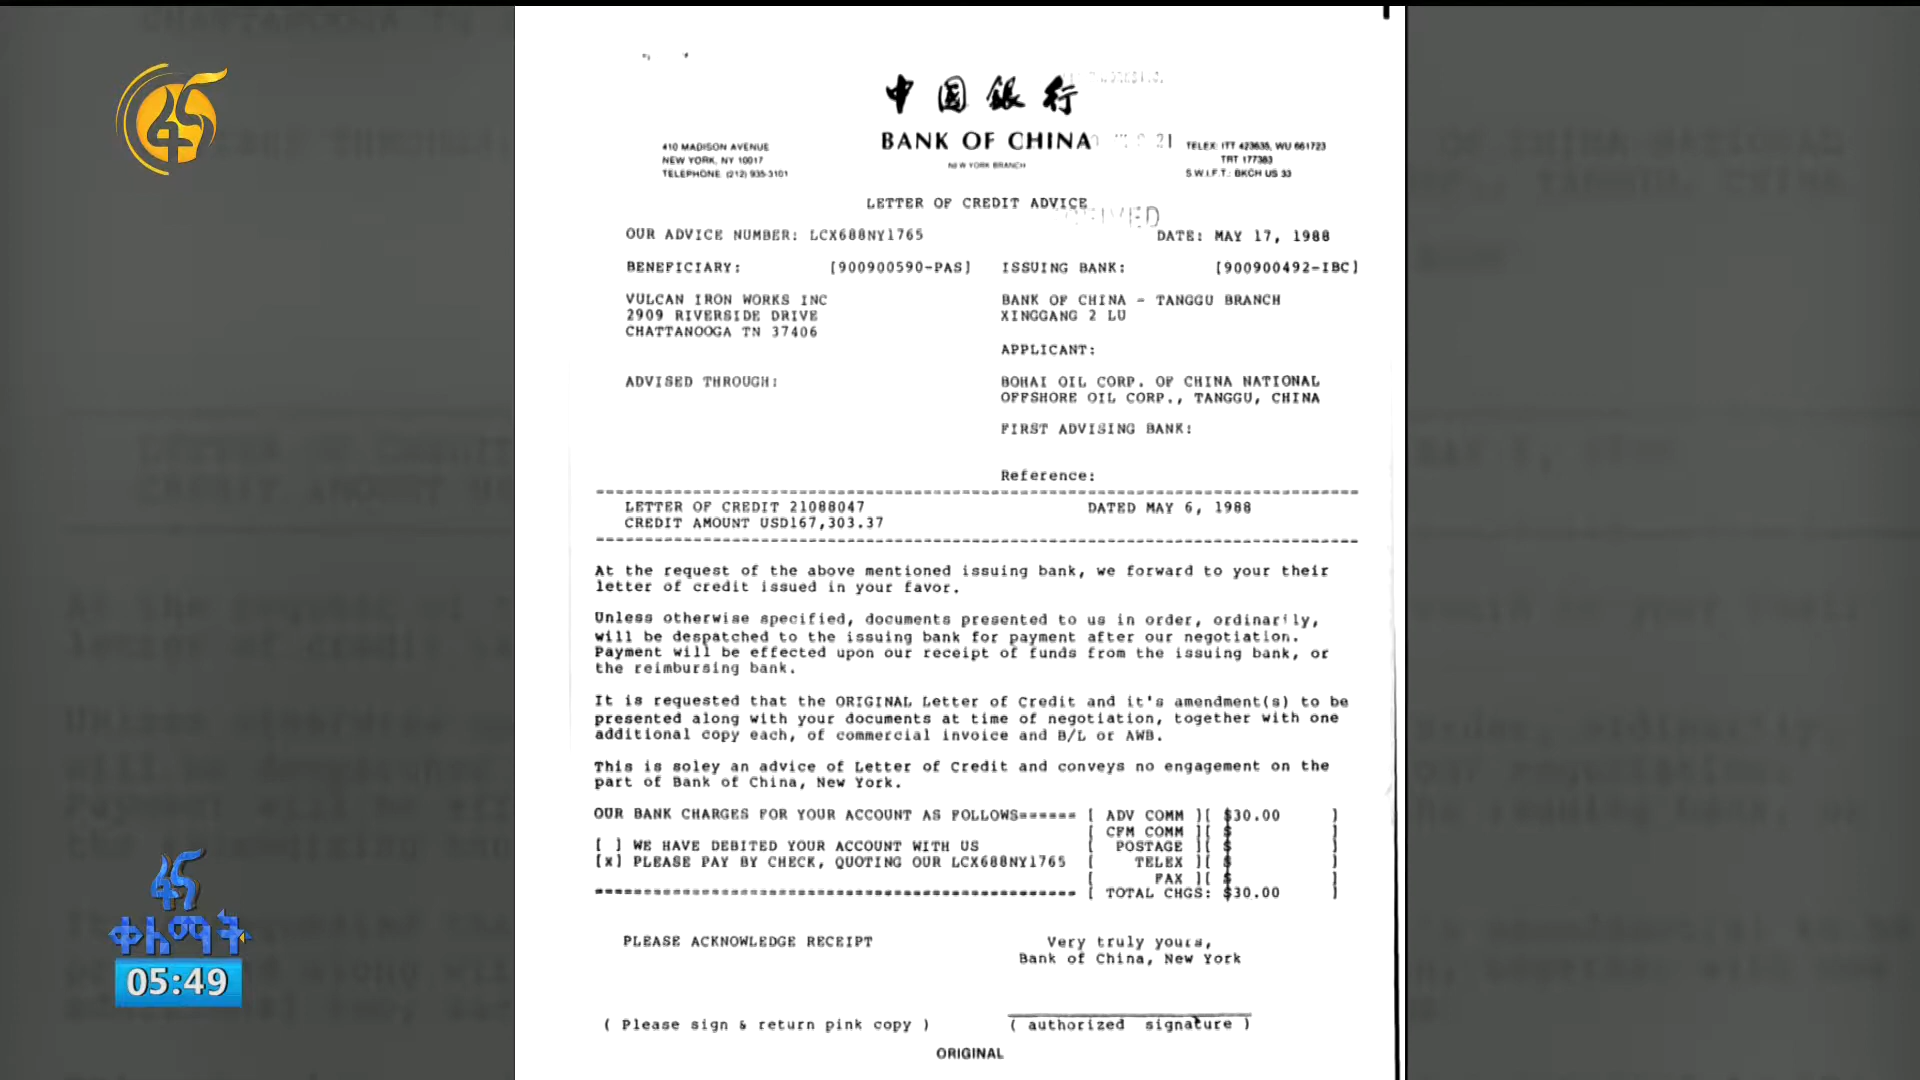 中国银行
BANK OF CHINA
NEW YORK BRANCH
410 MADISON AVENUE
NEW YORK, NY 10017
TELEPHONE (212) 935-3101
TELEX: ITT 423635, WU 661723
TRT 177383
S.W.I.F.T.: BKCH US 33
LETTER OF CREDIT ADVICE
OUR ADVICE NUMBER: LCX688NY1765
DATE: MAY 17, 1988
BENEFICIARY: [900900590-PAS]
ISSUING BANK: [900900492-IBC]
VULCAN IRON WORKS INC
2909 RIVERSIDE DRIVE
CHATTANOOGA TN 37406
BANK OF CHINA - TANGGU BRANCH
XINGGANG 2 LU
APPLICANT:
ADVISED THROUGH:
BOHAI OIL CORP. OF CHINA NATIONAL
OFFSHORE OIL CORP., TANGGU, CHINA
FIRST ADVISING BANK:
Reference:
LETTER OF CREDIT 21088047 DATED MAY 6, 1988
CREDIT AMOUNT USD167,303.37
At the request of the above mentioned issuing bank, we forward to your their
letter of credit issued in your favor.
Unless otherwise specified, documents presented to us in order, ordinarily,
will be despatched to the issuing bank for payment after our negotiation.
Payment will be effected upon our receipt of funds from the issuing bank, or
the reimbursing bank.
It is requested that the ORIGINAL Letter of Credit and it's amendment(s) to be
presented along with your documents at time of negotiation, together with one
additional copy each, of commercial invoice and B/L or AWB.
This is soley an advice of Letter of Credit and conveys no engagement on the
part of Bank of China, New York.
OUR BANK CHARGES FOR YOUR ACCOUNT AS FOLLOWS====== [ ADV COMM ][ $30.00 ]
[ CFM COMM ][ $ ]
[ ] WE HAVE DEBITED YOUR ACCOUNT WITH US [ POSTAGE ][ $ ]
[x] PLEASE PAY BY CHECK, QUOTING OUR LCX688NY1765 [ TELEX ][ $ ]
[ FAX ][ $ ]
[ TOTAL CHGS: $30.00 ]
PLEASE ACKNOWLEDGE RECEIPT
Very truly yours,
Bank of China, New York
( Please sign & return pink copy )
( authorized signature )
ORIGINAL
ቀለማት
05:49